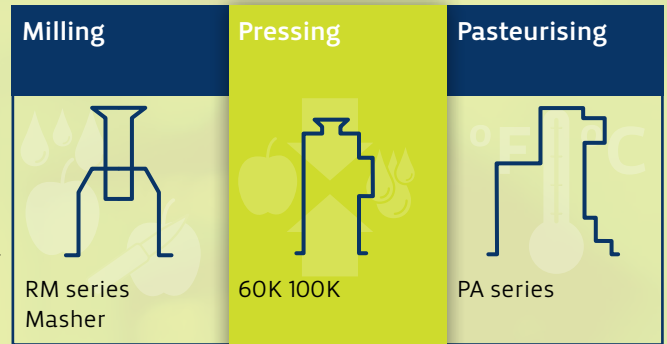 Milling
Pressing
Pasteurising
°F °C
RM series
Masher
60K 100K
PA series